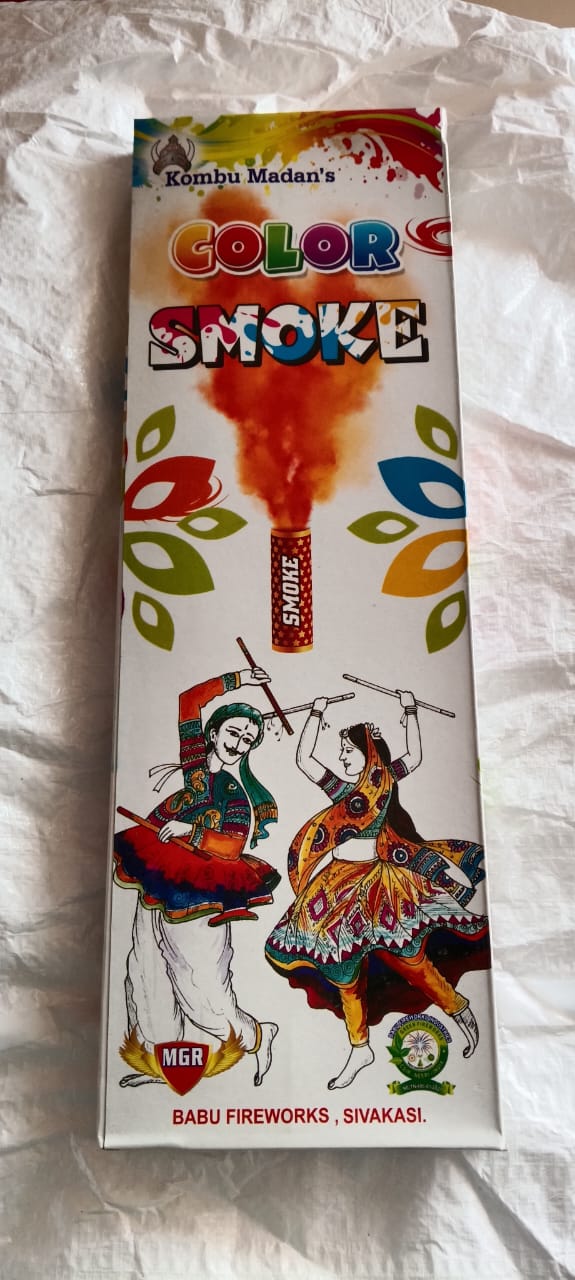 Kombu Madan's
COLOR
SMOKE
SMOKE
MGR
BABU FIREWORKS , SIVAKASI.